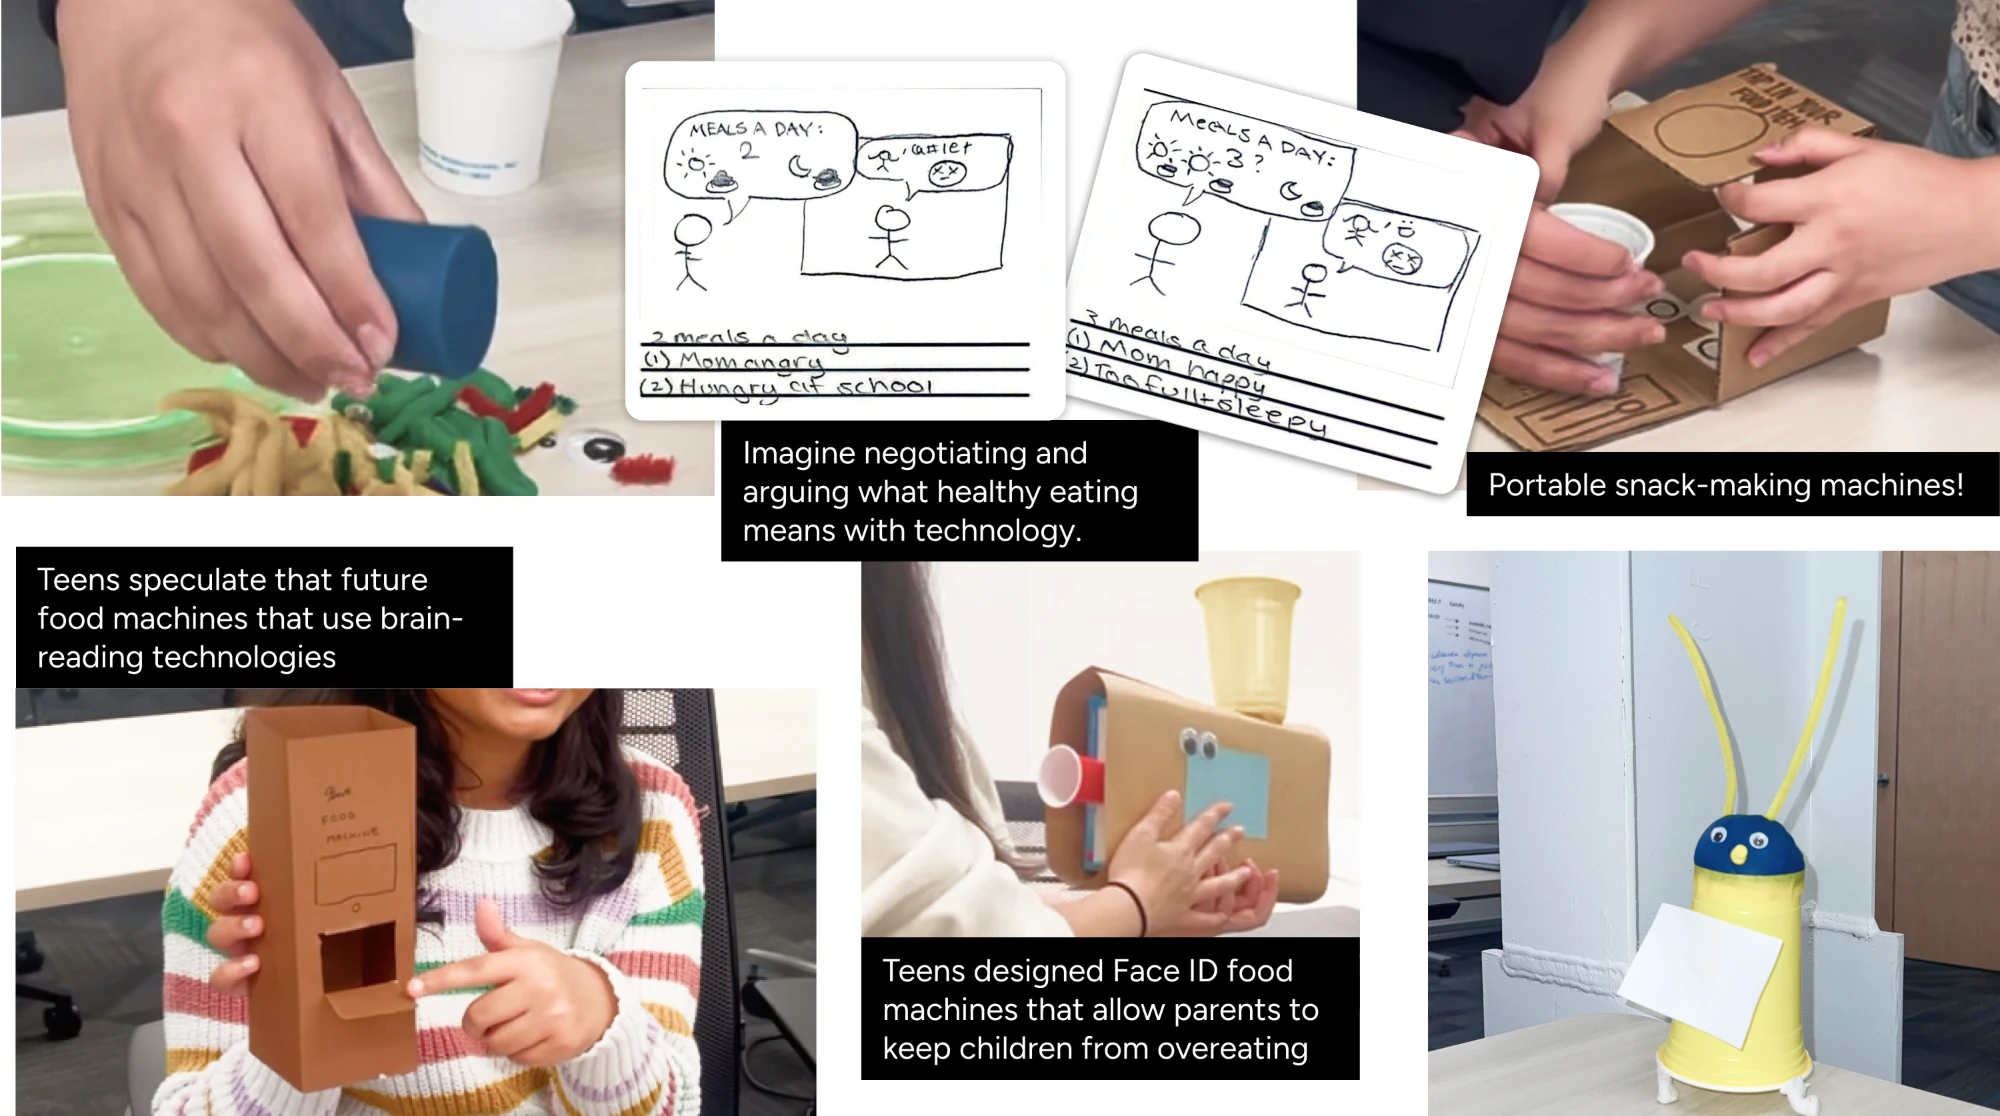 MEALS A DAY:
2
2 meals a day
(1) Mom angry
(2) Hungry at school
MeALS A DAY:
3?
3 meals a day
(1) Mom happy
(2) Too full + sleepy
TAP IN YOUR
FOOD ITEM
Imagine negotiating and
arguing what healthy eating
means with technology.
Portable snack-making machines!
Teens speculate that future
food machines that use brain-
reading technologies
FOOD
MACHINE
Teens designed Face ID food
machines that allow parents to
keep children from overeating